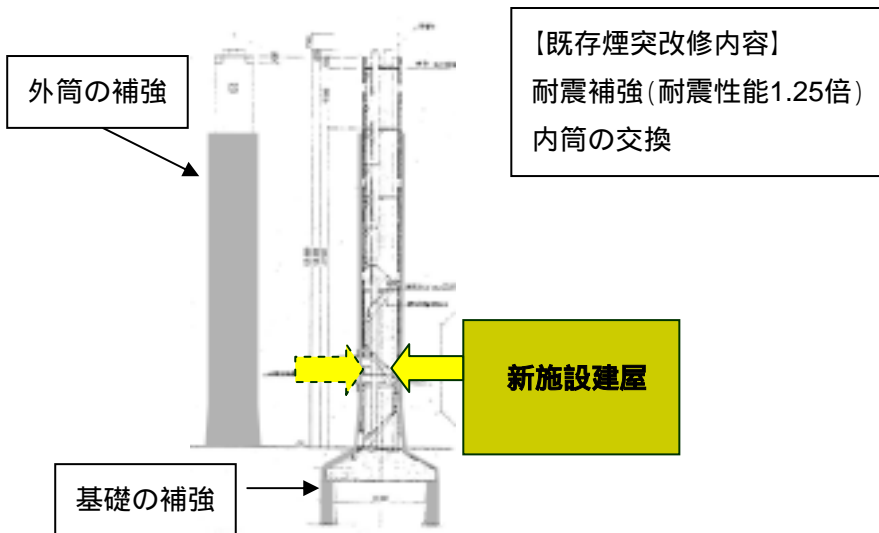 【既存煙突改修内容】
耐震補強(耐震性能1.25倍)
内筒の交換
外筒の補強
新施設建屋
基礎の補強